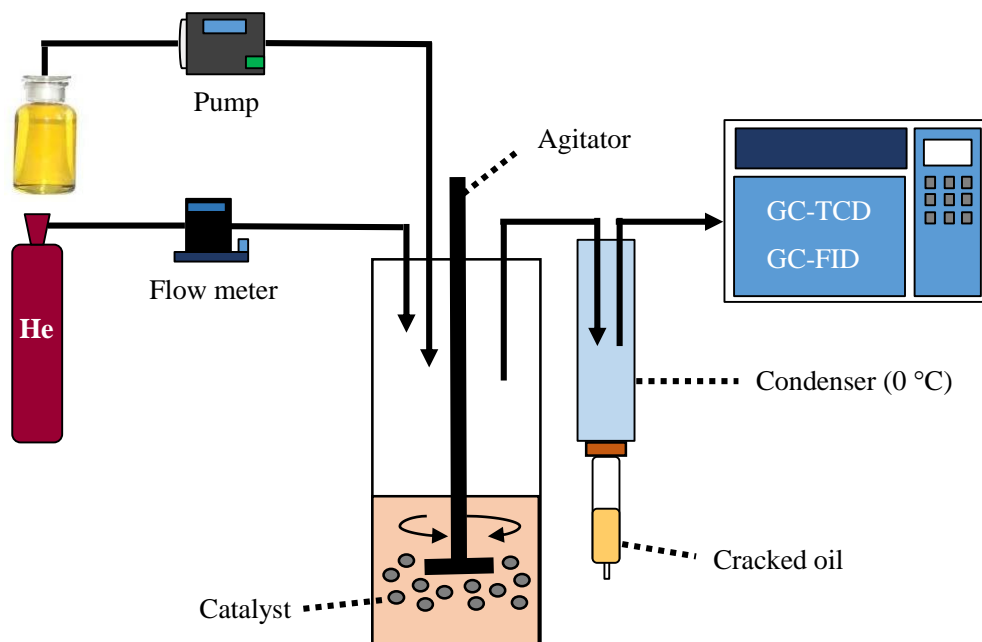 Pump
Agitator
GC-TCD
GC-FID
Flow meter
He
Condenser (0 °C)
Cracked oil
Catalyst